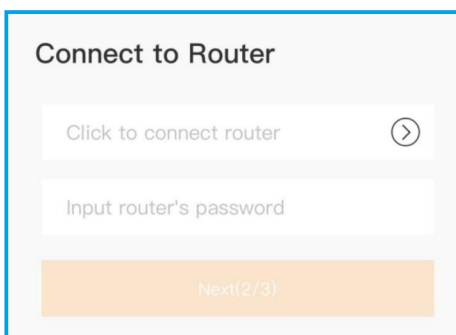 Connect to Router
Click to connect router
Input router's password
Next(2/3)